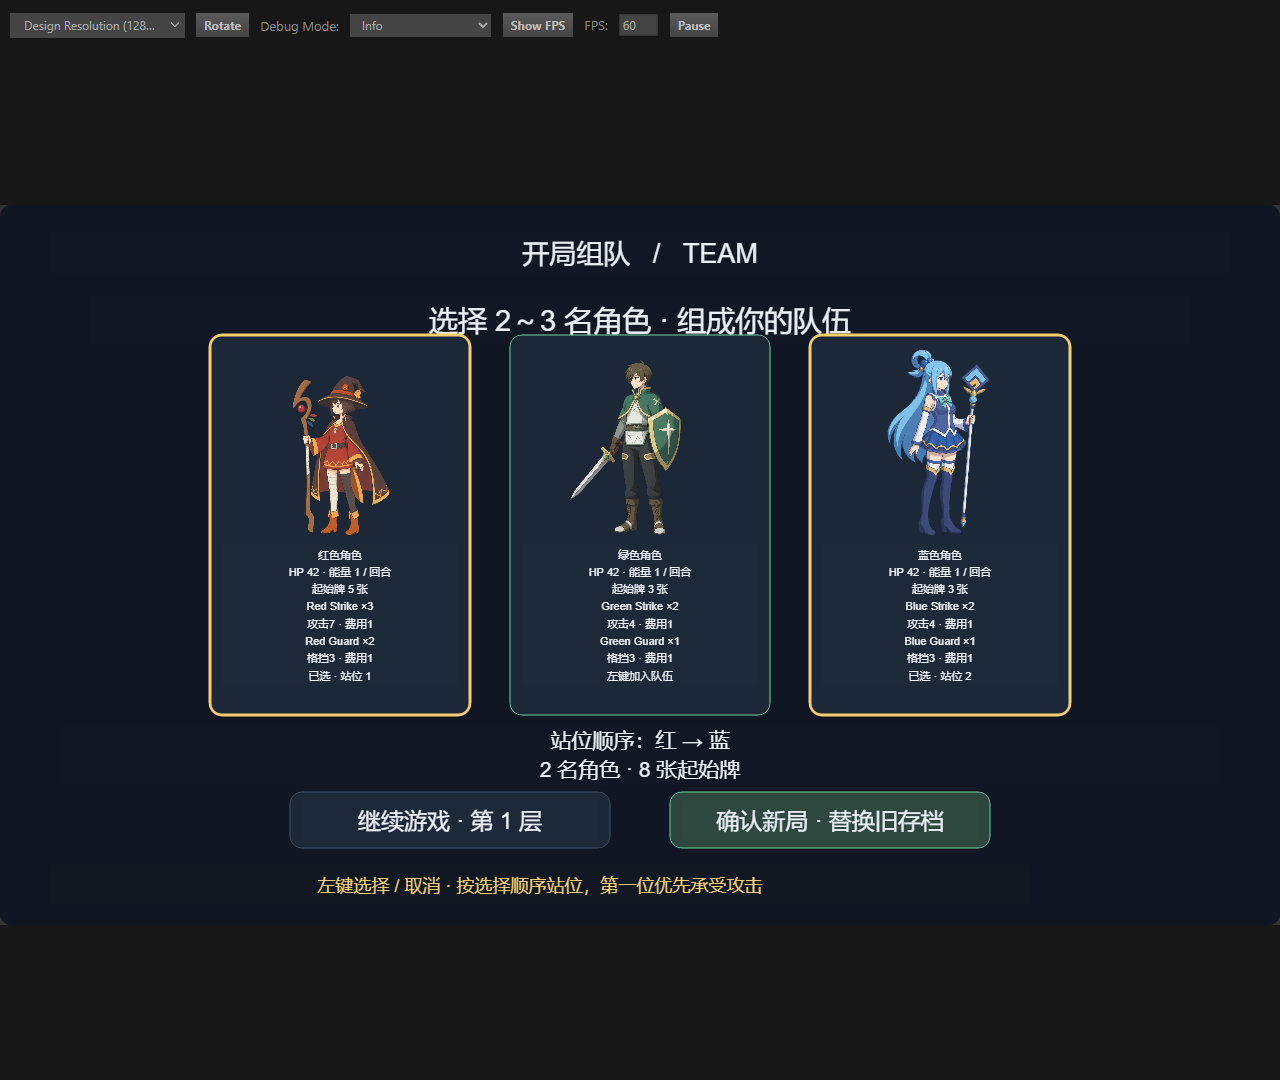 Design Resolution (128...
Rotate
Debug Mode:
Info
Show FPS
FPS:
60
Pause
开局组队 / TEAM
选择 2 ~ 3 名角色 · 组成你的队伍
红色角色
HP 42 · 能量 1 / 回合
起始牌 5 张
Red Strike ×3
攻击7 · 费用1
Red Guard ×2
格挡3 · 费用1
已选 · 站位 1
绿色角色
HP 42 · 能量 1 / 回合
起始牌 3 张
Green Strike ×2
攻击4 · 费用1
Green Guard ×1
格挡3 · 费用1
左键加入队伍
蓝色角色
HP 42 · 能量 1 / 回合
起始牌 3 张
Blue Strike ×2
攻击4 · 费用1
Blue Guard ×1
格挡3 · 费用1
已选 · 站位 2
站位顺序：红 → 蓝
2 名角色 · 8 张起始牌
继续游戏 · 第 1 层
确认新局 · 替换旧存档
左键选择 / 取消 · 按选择顺序站位，第一位优先承受攻击